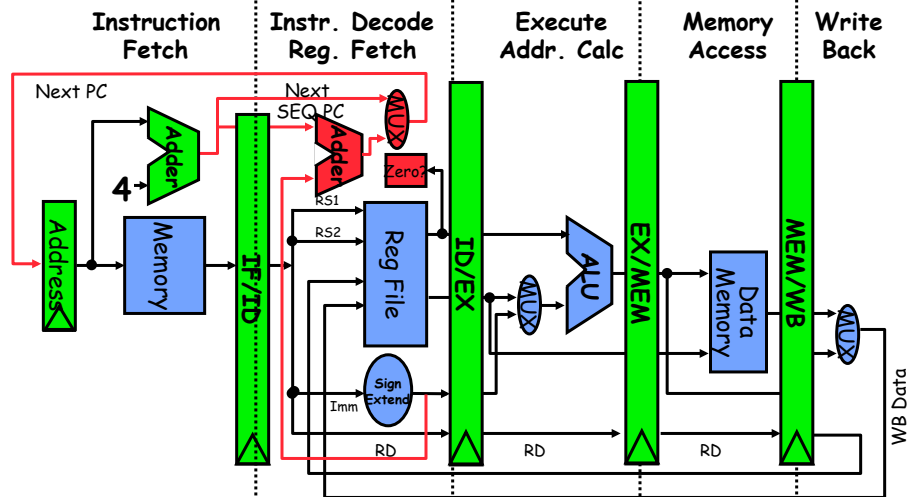 Instruction
Fetch
Instr. Decode
Reg. Fetch
Execute
Addr. Calc
Memory
Access
Write
Back
Next PC
Next
SEQ PC
MUX
Adder
Adder
Zero?
4
RS1
RS2
Address
Memory
IF/ID
Reg File
ID/EX
MUX
ALU
EX/MEM
Data
Memory
MEM/WB
MUX
Sign
Extend
Imm
RD
RD
RD
WB Data